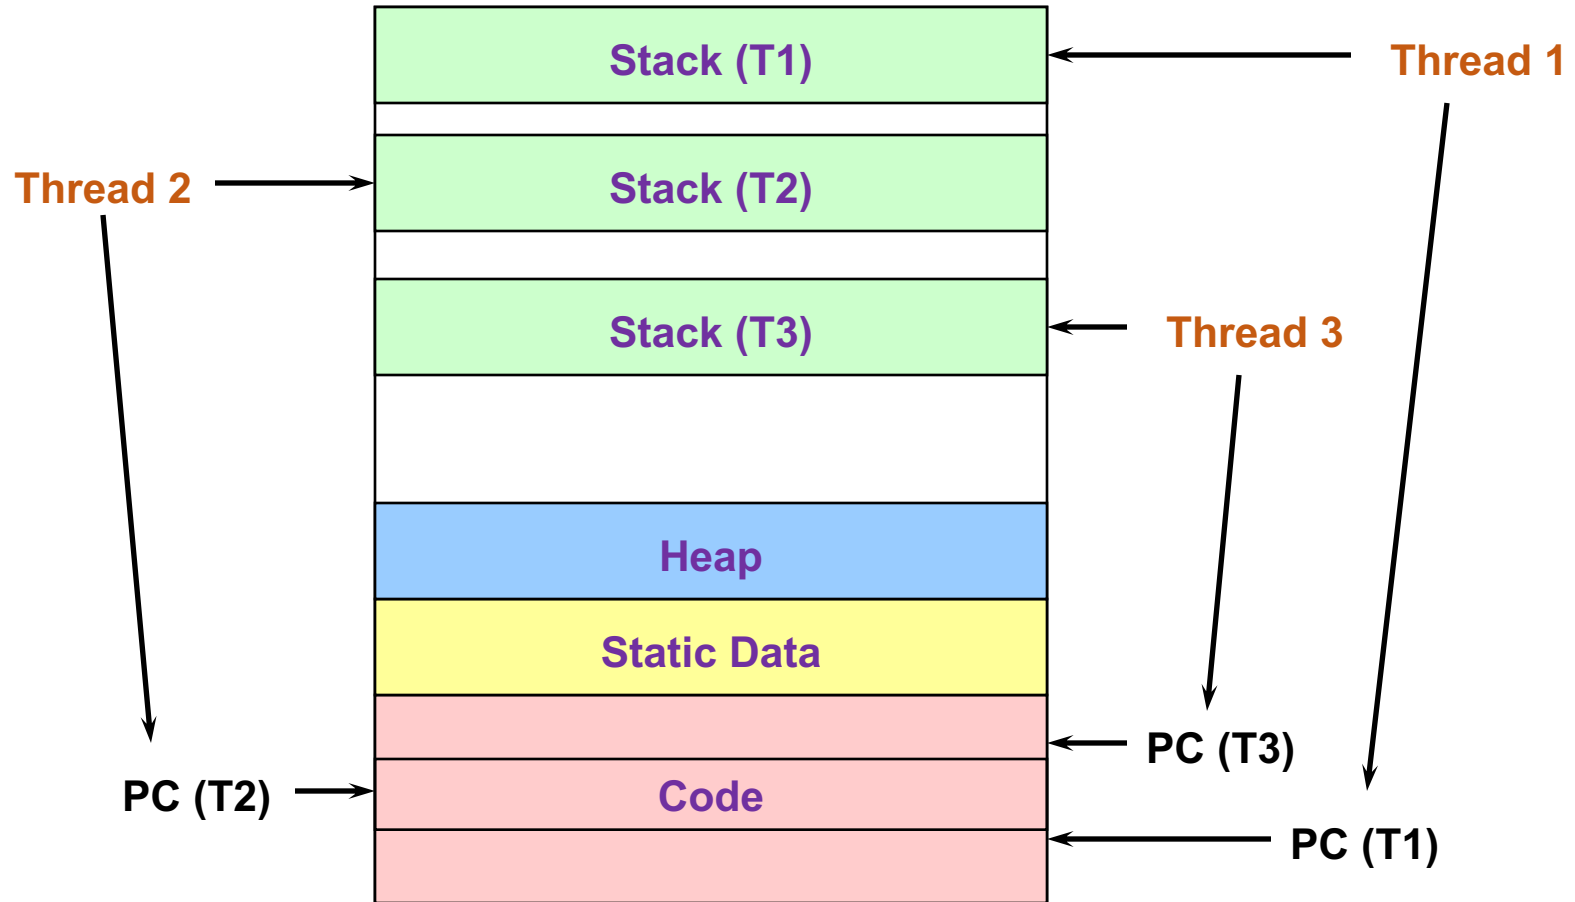 Stack (T1)
Thread 1
Thread 2
Stack (T2)
Stack (T3)
Thread 3
Heap
Static Data
PC (T3)
PC (T2)
Code
PC (T1)